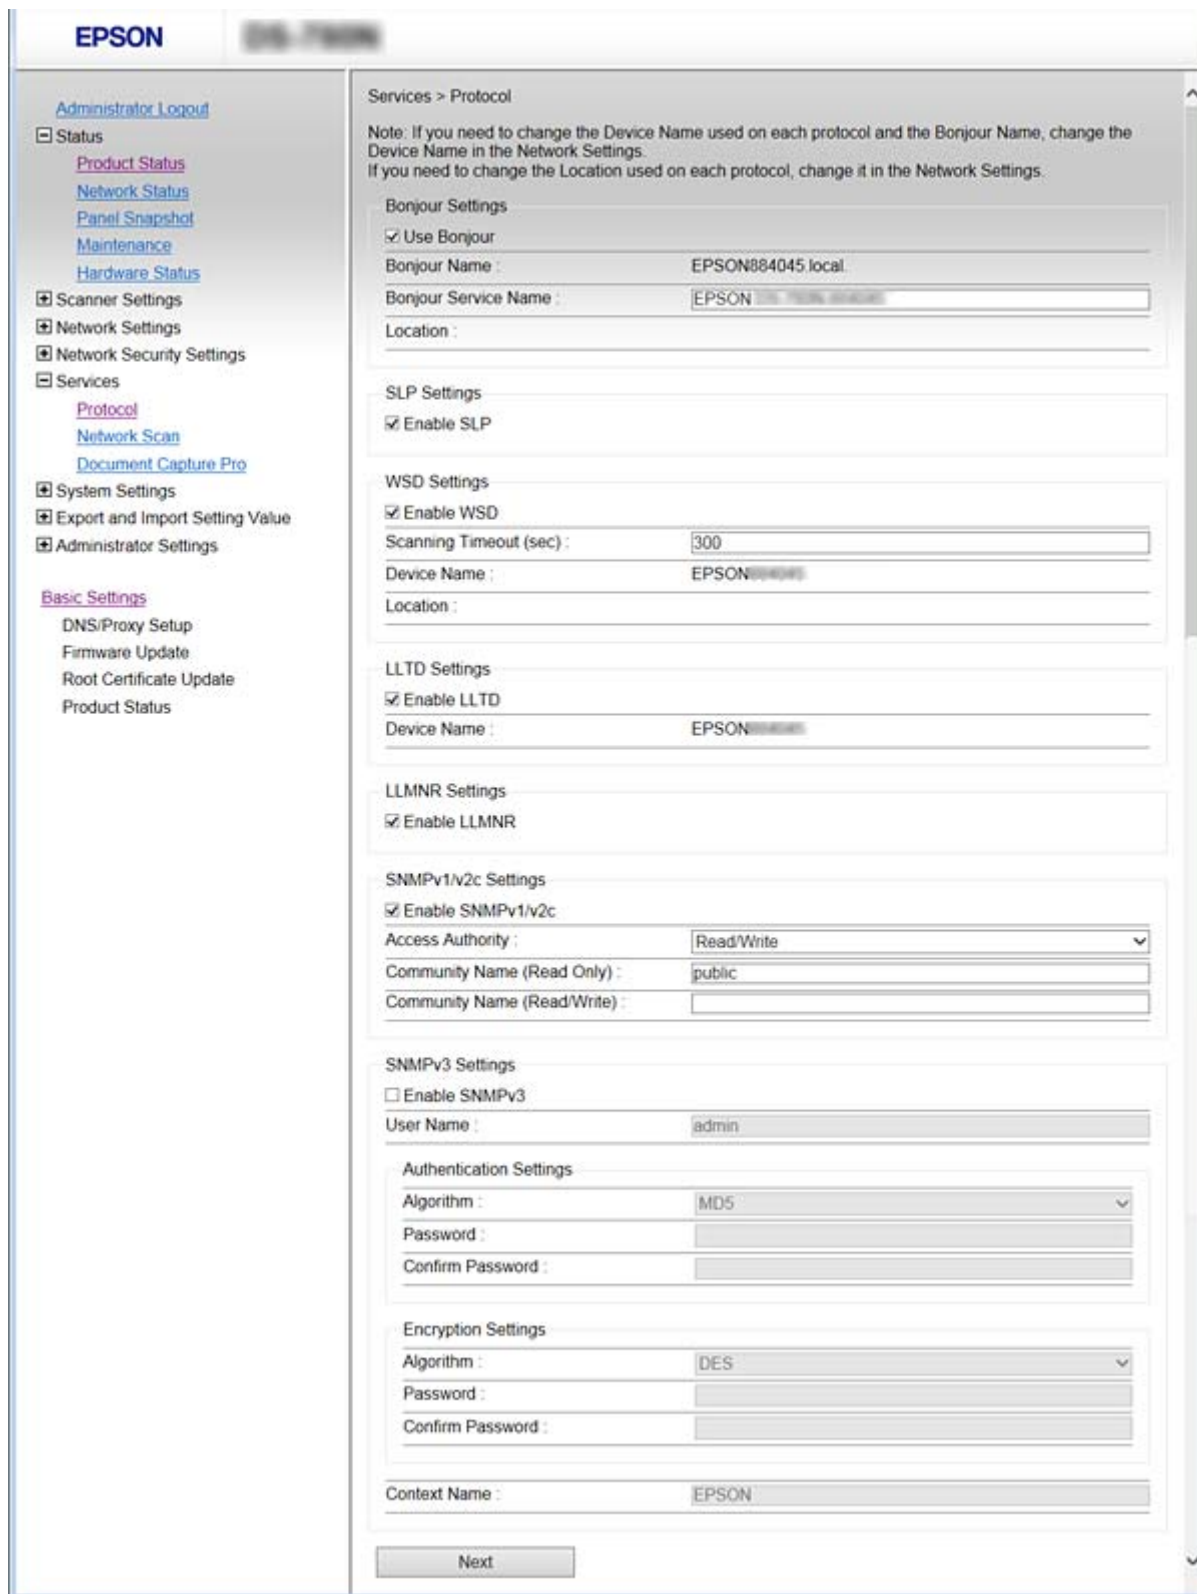 EPSON
Administrator Logout
Status
Product Status
Network Status
Panel Snapshot
Maintenance
Hardware Status
Scanner Settings
Network Settings
Network Security Settings
Services
Protocol
Network Scan
Document Capture Pro
System Settings
Export and Import Setting Value
Administrator Settings
Basic Settings
DNS/Proxy Setup
Firmware Update
Root Certificate Update
Product Status
Services > Protocol
Note: If you need to change the Device Name used on each protocol and the Bonjour Name, change the
Device Name in the Network Settings.
If you need to change the Location used on each protocol, change it in the Network Settings.
Bonjour Settings
Use Bonjour
Bonjour Name : EPSON884045.local.
Bonjour Service Name : EPSON
Location :
SLP Settings
Enable SLP
WSD Settings
Enable WSD
Scanning Timeout (sec) : 300
Device Name : EPSON
Location :
LLTD Settings
Enable LLTD
Device Name : EPSON
LLMNR Settings
Enable LLMNR
SNMPv1/v2c Settings
Enable SNMPv1/v2c
Access Authority : Read/Write
Community Name (Read Only) : public
Community Name (Read/Write) :
SNMPv3 Settings
Enable SNMPv3
User Name : admin
Authentication Settings
Algorithm : MD5
Password :
Confirm Password :
Encryption Settings
Algorithm : DES
Password :
Confirm Password :
Context Name : EPSON
Next